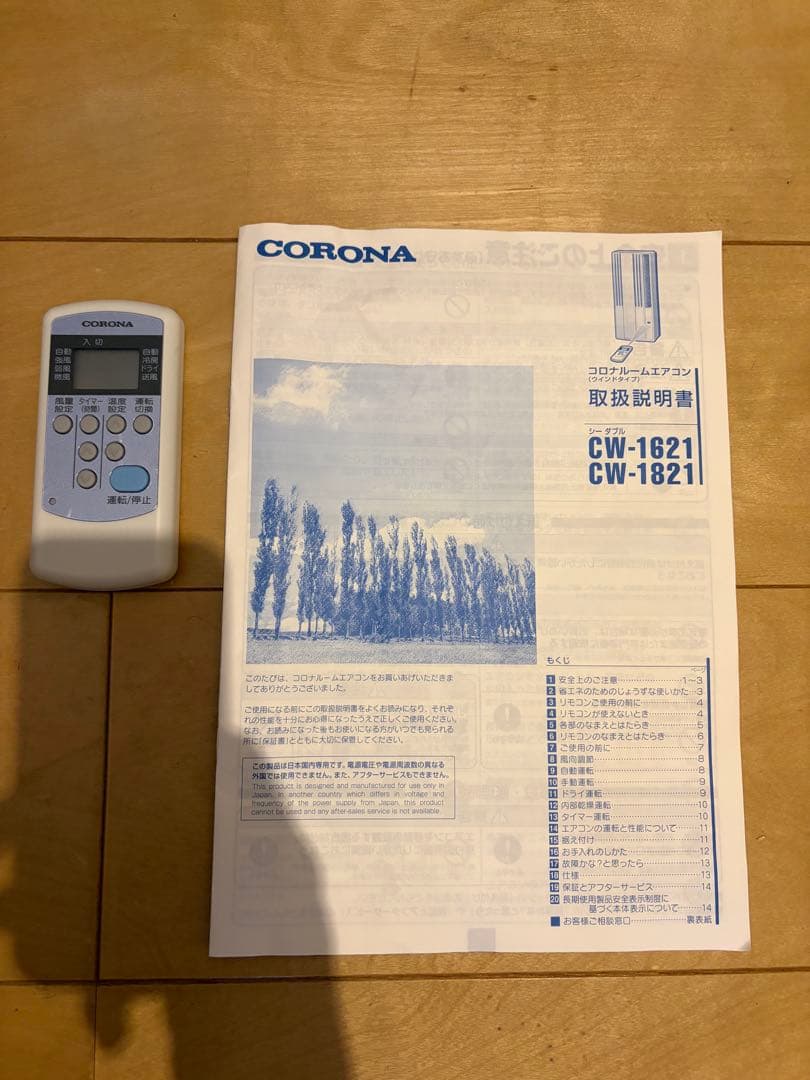 CORONA
入 切
自動
強風
弱風
微風
自動
冷房
ドライ
送風
風量設定
タイマー(時間)
温度設定
運転切換
運転/停止
CORONA
コロナルームエアコン
(ウインドタイプ)
取扱説明書
シー ダブル
CW-1621
CW-1821
このたびは、コロナルームエアコンをお買いあげいただきま
してありがとうございました。
ご使用になる前にこの取扱説明書をよくお読みになり、それぞ
れの性能を十分にお心得になったうえで正しくご使用ください。
なお、お読みになった後もお使いになる方がいつでも見られる
所に「保証書」とともに大切に保管してください。
この製品は日本国内専用です。電源電圧や電源周波数の異なる
外国では使用できません。また、アフターサービスもできません。
This product is designed and manufactured for use only in
Japan. In another country which differs in voltage and
frequency of the power supply from Japan, this product
cannot be used and any after-sales service is not available.
もくじ
ページ
1 安全上のご注意 1~3
2 省エネのためのじょうずな使いかた 3
3 リモコンご使用の前に 4
4 リモコンが使えないとき 4
5 各部のなまえとはたらき 5
6 リモコンのなまえとはたらき 6
7 ご使用の前に 7
8 風向調節 8
9 自動運転 8
10 手動運転 9
11 ドライ運転 9
12 内部乾燥運転 10
13 タイマー運転 10
14 エアコンの運転と性能について 11
15 据え付け 11
16 お手入れのしかた 12
17 故障かな?と思ったら 13
18 仕様 13
19 保証とアフターサービス 14
20 長期使用製品安全表示制度に
基づく本体表示について 14
■ お客様ご相談窓口 裏表紙